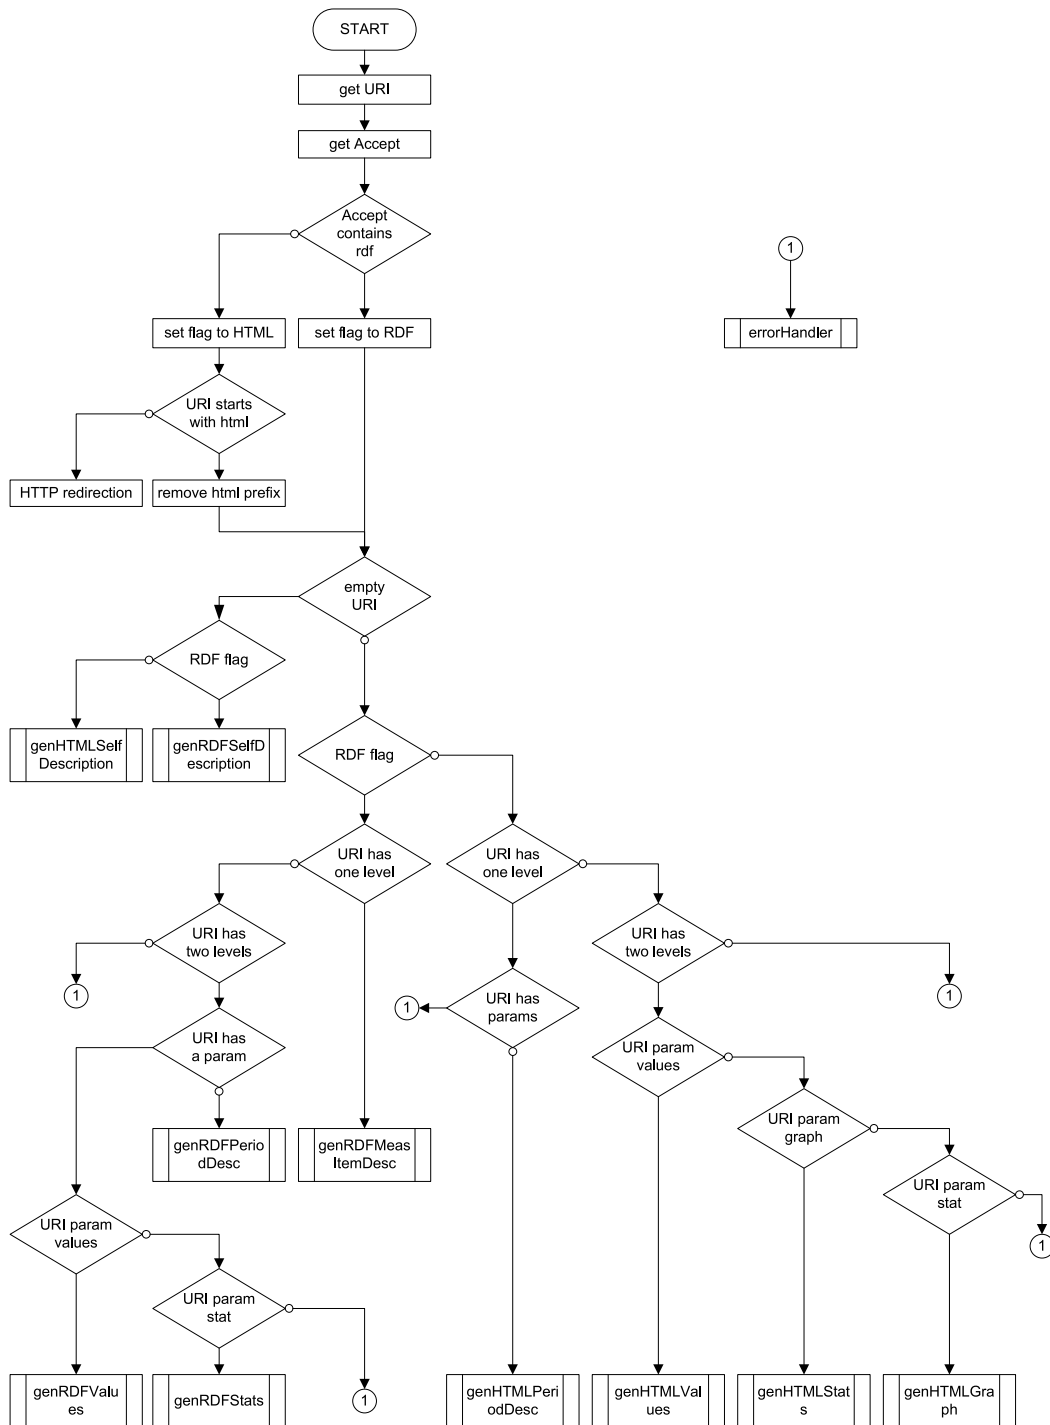 START
get URI
get Accept
Accept
contains
rdf
1
set flag to HTML
set flag to RDF
errorHandler
URI starts
with html
HTTP redirection
remove html prefix
empty
URI
RDF flag
genHTMLSelf
Description
genRDFSelfD
escription
RDF flag
URI has
one level
URI has
one level
URI has
two levels
URI has
two levels
1
1
URI has
params
1
URI has
a param
URI param
values
URI param
graph
genRDFPerio
dDesc
genRDFMeas
ItemDesc
URI param
stat
URI param
values
1
URI param
stat
genRDFValu
es
genRDFStats
1
genHTMLPeri
odDesc
genHTMLVal
ues
genHTMLStat
s
genHTMLGra
ph